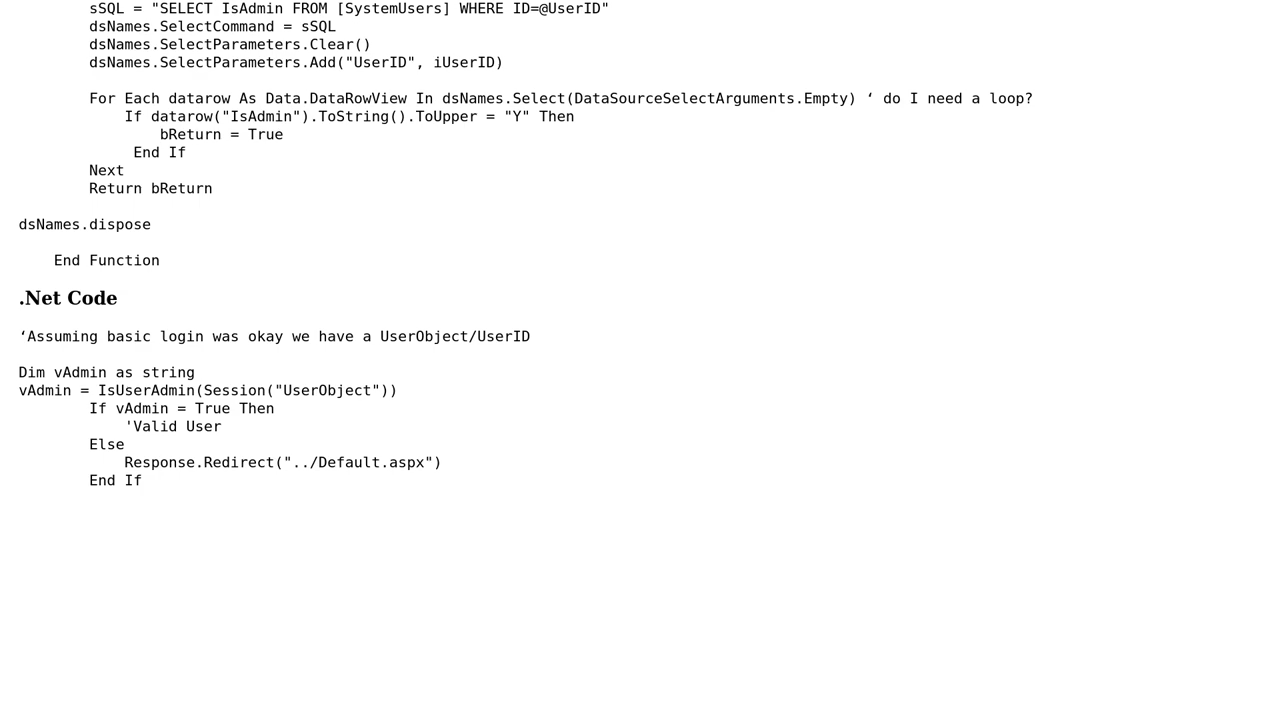 sSQL = "SELECT IsAdmin FROM [SystemUsers] WHERE ID=@UserID"
dsNames.SelectCommand = sSQL
dsNames.SelectParameters.Clear()
dsNames.SelectParameters.Add("UserID", iUserID)
For Each datarow As Data.DataRowView In dsNames.Select(DataSourceSelectArguments.Empty) ‘ do I need a loop?
If datarow("IsAdmin").ToString().ToUpper = "Y" Then
bReturn = True
End If
Next
Return bReturn
dsNames.dispose
End Function
.Net Code
‘Assuming basic login was okay we have a UserObject/UserID
Dim vAdmin as string
vAdmin = IsUserAdmin(Session("UserObject"))
If vAdmin = True Then
'Valid User
Else
Response.Redirect("../Default.aspx")
End If